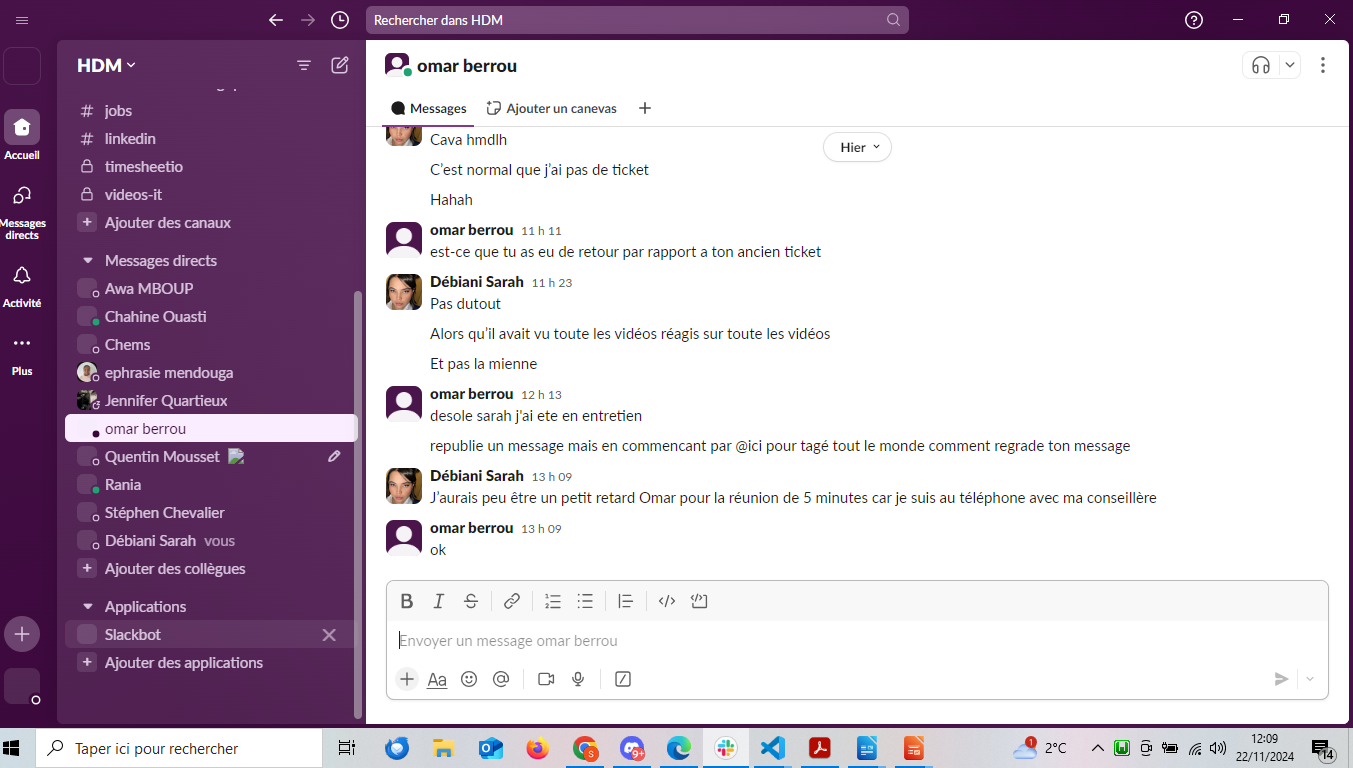 Rechercher dans HDM
HDM
jobs
linkedin
timesheetio
videos-it
Ajouter des canaux
Messages directs
Awa MBOUP
Chahine Ouasti
Chems
ephrasie mendouga
Jennifer Quartieux
omar berrou
Quentin Mousset
Rania
Stéphen Chevalier
Débiani Sarah vous
Ajouter des collègues
Applications
Slackbot
Ajouter des applications
Accueil
Messages
directs
Activité
Plus
omar berrou
Messages
Ajouter un canevas
Hier
Cava hmdlh
C'est normal que j'ai pas de ticket
Hahah
omar berrou 11 h 11
est-ce que tu as eu de retour par rapport a ton ancien ticket
Débiani Sarah 11 h 23
Pas dutout
Alors qu'il avait vu toute les vidéos réagis sur toute les vidéos
Et pas la mienne
omar berrou 12 h 13
desole sarah j'ai ete en entretien
republie un message mais en commencant par @ici pour tagé tout le monde comment regrade ton message
Débiani Sarah 13 h 09
J'aurais peu être un petit retard Omar pour la réunion de 5 minutes car je suis au téléphone avec ma conseillère
omar berrou 13 h 09
ok
Envoyer un message omar berrou
Aa
Taper ici pour rechercher
S
9+
1
2°C
12:09
22/11/2024
14